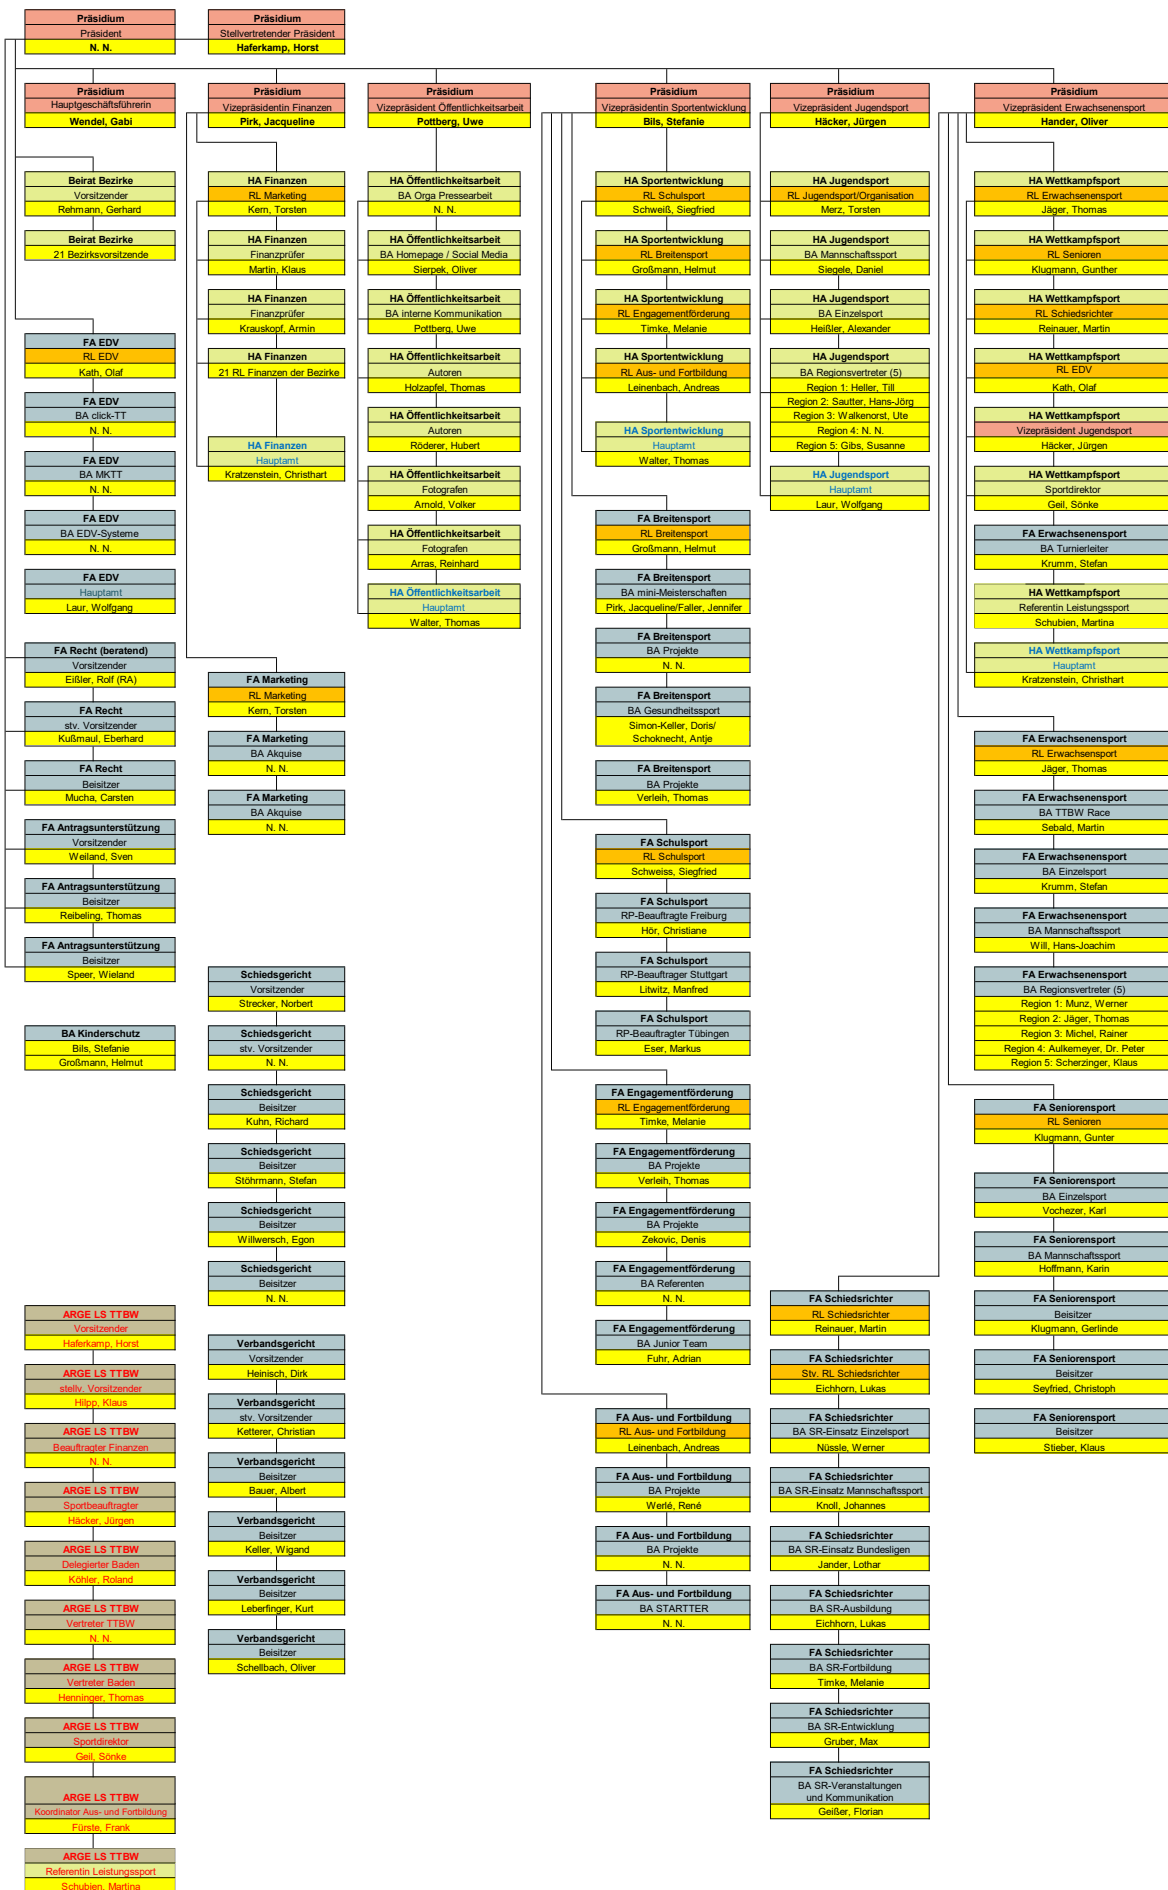 Präsidium
Präsident
N. N.
Präsidium
Stellvertretender Präsident
Haferkamp, Horst
Präsidium
Hauptgeschäftsführerin
Wendel, Gabi
Präsidium
Vizepräsidentin Finanzen
Pirk, Jacqueline
Präsidium
Vizepräsident Öffentlichkeitsarbeit
Pottberg, Uwe
Präsidium
Vizepräsidentin Sportentwicklung
Bils, Stefanie
Präsidium
Vizepräsident Jugendsport
Häcker, Jürgen
Präsidium
Vizepräsident Erwachsenensport
Hander, Oliver
Beirat Bezirke
Vorsitzender
Rehmann, Gerhard
Beirat Bezirke
21 Bezirksvorsitzende
FA EDV
RL EDV
Kath, Olaf
FA EDV
BA click-TT
N. N.
FA EDV
BA MKTT
N. N.
FA EDV
BA EDV-Systeme
N. N.
FA EDV
Hauptamt
Laur, Wolfgang
FA Recht (beratend)
Vorsitzender
Eißler, Rolf (RA)
FA Recht
stv. Vorsitzender
Kußmaul, Eberhard
FA Recht
Beisitzer
Mucha, Carsten
FA Antragsunterstützung
Vorsitzender
Weiland, Sven
FA Antragsunterstützung
Beisitzer
Reibeling, Thomas
FA Antragsunterstützung
Beisitzer
Speer, Wieland
BA Kinderschutz
Bils, Stefanie
Großmann, Helmut
ARGE LS TTBW
Vorsitzender
Haferkamp, Horst
ARGE LS TTBW
stellv. Vorsitzender
Hilpp, Klaus
ARGE LS TTBW
Beauftragter Finanzen
N. N.
ARGE LS TTBW
Sportbeauftragter
Häcker, Jürgen
ARGE LS TTBW
Delegierter Baden
Köhler, Roland
ARGE LS TTBW
Vertreter TTBW
N. N.
ARGE LS TTBW
Vertreter Baden
Henninger, Thomas
ARGE LS TTBW
Sportdirektor
Geil, Sönke
ARGE LS TTBW
Koordinator Aus- und Fortbildung
Fürste, Frank
ARGE LS TTBW
Referentin Leistungssport
Schubien, Martina
HA Finanzen
RL Marketing
Kern, Torsten
HA Finanzen
Finanzprüfer
Martin, Klaus
HA Finanzen
Finanzprüfer
Krauskopf, Armin
HA Finanzen
21 RL Finanzen der Bezirke
HA Finanzen
Hauptamt
Kratzenstein, Christhart
FA Marketing
RL Marketing
Kern, Torsten
FA Marketing
BA Akquise
N. N.
FA Marketing
BA Akquise
N. N.
Schiedsgericht
Vorsitzender
Strecker, Norbert
Schiedsgericht
stv. Vorsitzender
N. N.
Schiedsgericht
Beisitzer
Kuhn, Richard
Schiedsgericht
Beisitzer
Stöhrmann, Stefan
Schiedsgericht
Beisitzer
Willwersch, Egon
Schiedsgericht
Beisitzer
N. N.
Verbandsgericht
Vorsitzender
Heinisch, Dirk
Verbandsgericht
stv. Vorsitzender
Ketterer, Christian
Verbandsgericht
Beisitzer
Bauer, Albert
Verbandsgericht
Beisitzer
Keller, Wigand
Verbandsgericht
Beisitzer
Leberfinger, Kurt
Verbandsgericht
Beisitzer
Schellbach, Oliver
HA Öffentlichkeitsarbeit
BA Orga Pressearbeit
N. N.
HA Öffentlichkeitsarbeit
BA Homepage / Social Media
Sierpek, Oliver
HA Öffentlichkeitsarbeit
BA interne Kommunikation
Pottberg, Uwe
HA Öffentlichkeitsarbeit
Autoren
Holzapfel, Thomas
HA Öffentlichkeitsarbeit
Autoren
Röderer, Hubert
HA Öffentlichkeitsarbeit
Fotografen
Arnold, Volker
HA Öffentlichkeitsarbeit
Fotografen
Arras, Reinhard
HA Öffentlichkeitsarbeit
Hauptamt
Walter, Thomas
HA Sportentwicklung
RL Schulsport
Schweiß, Siegfried
HA Sportentwicklung
RL Breitensport
Großmann, Helmut
HA Sportentwicklung
RL Engagementförderung
Timke, Melanie
HA Sportentwicklung
RL Aus- und Fortbildung
Leinenbach, Andreas
HA Sportentwicklung
Hauptamt
Walter, Thomas
FA Breitensport
RL Breitensport
Großmann, Helmut
FA Breitensport
BA mini-Meisterschaften
Pirk, Jacqueline/Faller, Jennifer
FA Breitensport
BA Projekte
N. N.
FA Breitensport
BA Gesundheitssport
Simon-Keller, Doris/
Schoknecht, Antje
FA Breitensport
BA Projekte
Verleih, Thomas
FA Schulsport
RL Schulsport
Schweiss, Siegfried
FA Schulsport
RP-Beauftragte Freiburg
Hör, Christiane
FA Schulsport
RP-Beauftrager Stuttgart
Litwitz, Manfred
FA Schulsport
RP-Beauftragter Tübingen
Eser, Markus
FA Engagementförderung
RL Engagementförderung
Timke, Melanie
FA Engagementförderung
BA Projekte
Verleih, Thomas
FA Engagementförderung
BA Projekte
Zekovic, Denis
FA Engagementförderung
BA Referenten
N. N.
FA Engagementförderung
BA Junior Team
Fuhr, Adrian
FA Aus- und Fortbildung
RL Aus- und Fortbildung
Leinenbach, Andreas
FA Aus- und Fortbildung
BA Projekte
Werlé, René
FA Aus- und Fortbildung
BA Projekte
N. N.
FA Aus- und Fortbildung
BA STARTTER
N. N.
HA Jugendsport
RL Jugendsport/Organisation
Merz, Torsten
HA Jugendsport
BA Mannschaftssport
Siegele, Daniel
HA Jugendsport
BA Einzelsport
Heißler, Alexander
HA Jugendsport
BA Regionsvertreter (5)
Region 1: Heller, Till
Region 2: Sautter, Hans-Jörg
Region 3: Walkenorst, Ute
Region 4: N. N.
Region 5: Gibs, Susanne
HA Jugendsport
Hauptamt
Laur, Wolfgang
FA Schiedsrichter
RL Schiedsrichter
Reinauer, Martin
FA Schiedsrichter
Stv. RL Schiedsrichter
Eichhorn, Lukas
FA Schiedsrichter
BA SR-Einsatz Einzelsport
Nüssle, Werner
FA Schiedsrichter
BA SR-Einsatz Mannschaftssport
Knoll, Johannes
FA Schiedsrichter
BA SR-Einsatz Bundesligen
Jander, Lothar
FA Schiedsrichter
BA SR-Ausbildung
Eichhorn, Lukas
FA Schiedsrichter
BA SR-Fortbildung
Timke, Melanie
FA Schiedsrichter
BA SR-Entwicklung
Gruber, Max
FA Schiedsrichter
BA SR-Veranstaltungen
und Kommunikation
Geißer, Florian
HA Wettkampfsport
RL Erwachsenensport
Jäger, Thomas
HA Wettkampfsport
RL Senioren
Klugmann, Gunther
HA Wettkampfsport
RL Schiedsrichter
Reinauer, Martin
HA Wettkampfsport
RL EDV
Kath, Olaf
HA Wettkampfsport
Vizepräsident Jugendsport
Häcker, Jürgen
HA Wettkampfsport
Sportdirektor
Geil, Sönke
FA Erwachsenensport
BA Turnierleiter
Krumm, Stefan
HA Wettkampfsport
Referentin Leistungssport
Schubien, Martina
HA Wettkampfsport
Hauptamt
Kratzenstein, Christhart
FA Erwachsenensport
RL Erwachsensport
Jäger, Thomas
FA Erwachsenensport
BA TTBW Race
Sebald, Martin
FA Erwachsenensport
BA Einzelsport
Krumm, Stefan
FA Erwachsenensport
BA Mannschaftssport
Will, Hans-Joachim
FA Erwachsenensport
BA Regionsvertreter (5)
Region 1: Munz, Werner
Region 2: Jäger, Thomas
Region 3: Michel, Rainer
Region 4: Aulkemeyer, Dr. Peter
Region 5: Scherzinger, Klaus
FA Seniorensport
RL Senioren
Klugmann, Gunter
FA Seniorensport
BA Einzelsport
Vochezer, Karl
FA Seniorensport
BA Mannschaftssport
Hoffmann, Karin
FA Seniorensport
Beisitzer
Klugmann, Gerlinde
FA Seniorensport
Beisitzer
Seyfried, Christoph
FA Seniorensport
Beisitzer
Stieber, Klaus